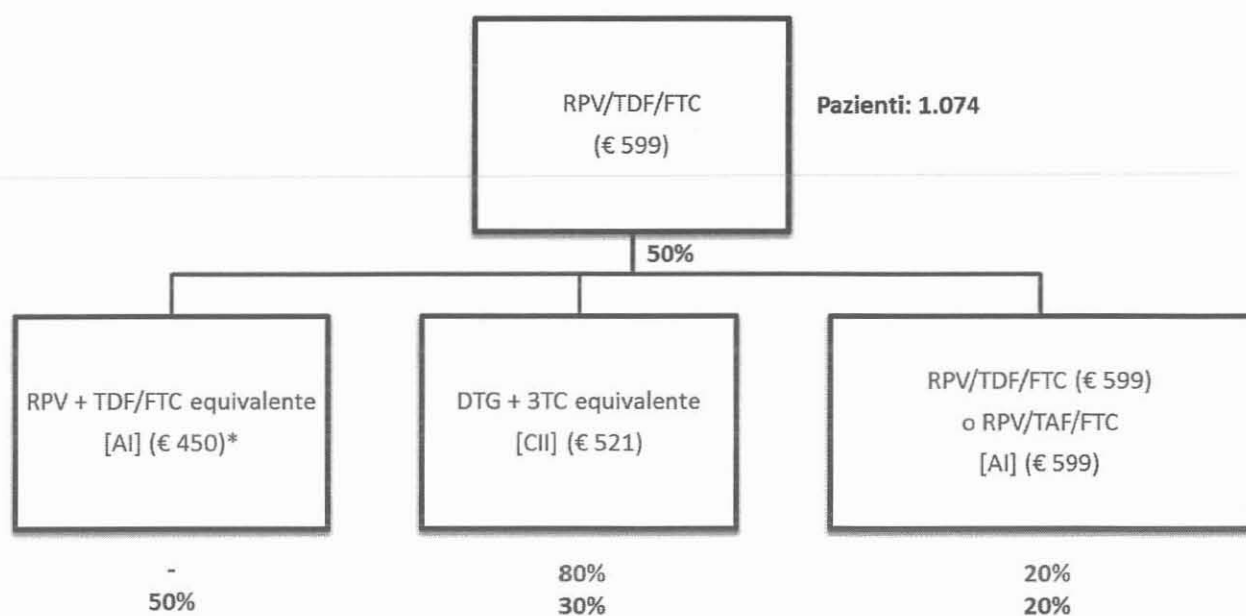 RPV/TDF/FTC
(€ 599)
Pazienti: 1.074
50%
RPV + TDF/FTC equivalente
[AI] (€ 450)*
DTG + 3TC equivalente
[CII] (€ 521)
RPV/TDF/FTC (€ 599)
o RPV/TAF/FTC
[AI] (€ 599)
-
80%
20%
50%
30%
20%